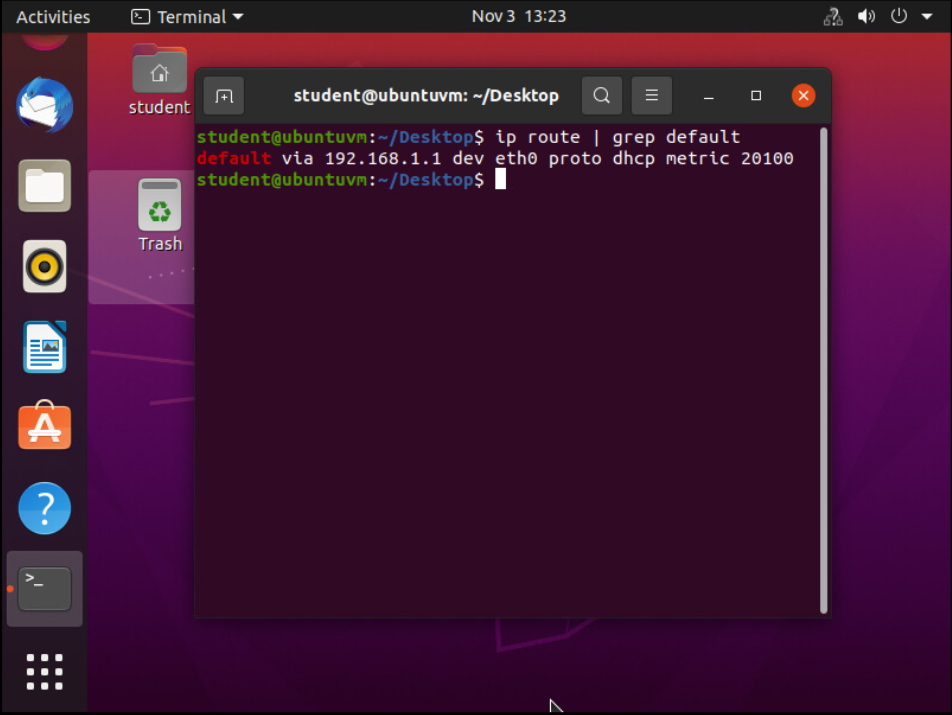 Activities
Terminal
Nov 3 13:23
student
Trash
student@ubuntuvm: ~/Desktop
student@ubuntuvm:~/Desktop$ ip route | grep default
default via 192.168.1.1 dev eth0 proto dhcp metric 20100
student@ubuntuvm:~/Desktop$